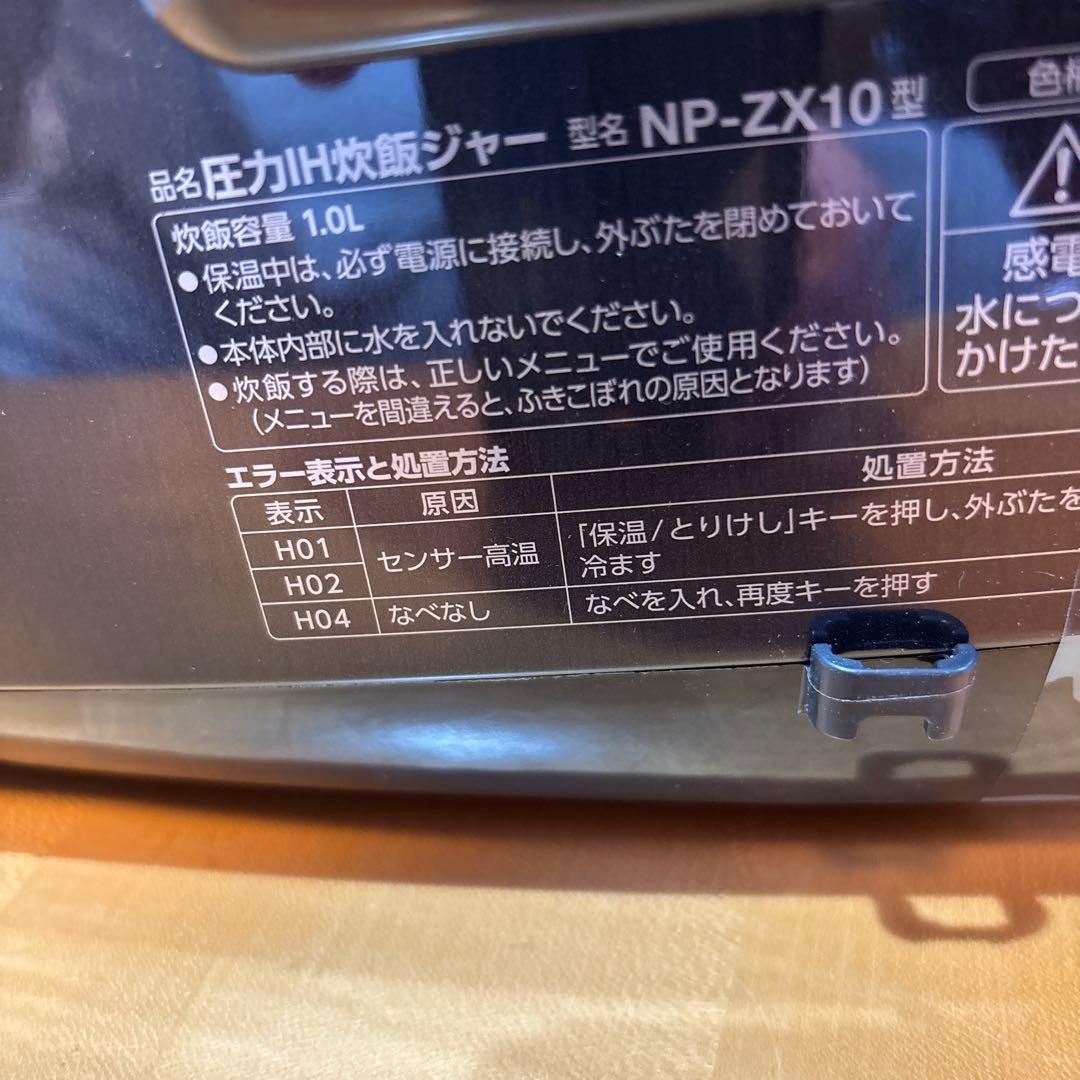 品名 圧力IH炊飯ジャー 型名 NP-ZX10型
色柄
炊飯容量 1.0L
●保温中は、必ず電源に接続し、外ぶたを閉めておいて
ください。
●本体内部に水を入れないでください。
●炊飯する際は、正しいメニューでご使用ください。
(メニューを間違えると、ふきこぼれの原因となります)
感電
水につ
かけた
エラー表示と処置方法
表示 原因 処置方法
H01 センサー高温 「保温/とりけし」キーを押し、外ぶたを
冷ます
H02
H04 なべなし なべを入れ、再度キーを押す